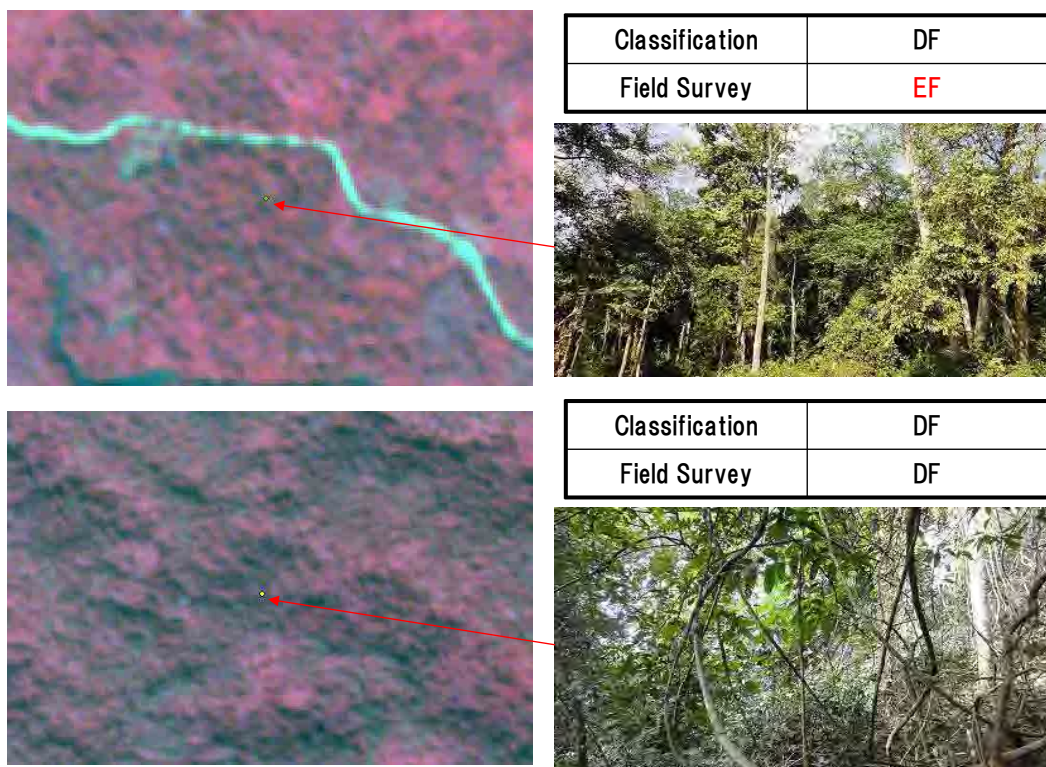 Classification DF
Field Survey EF
Classification DF
Field Survey DF